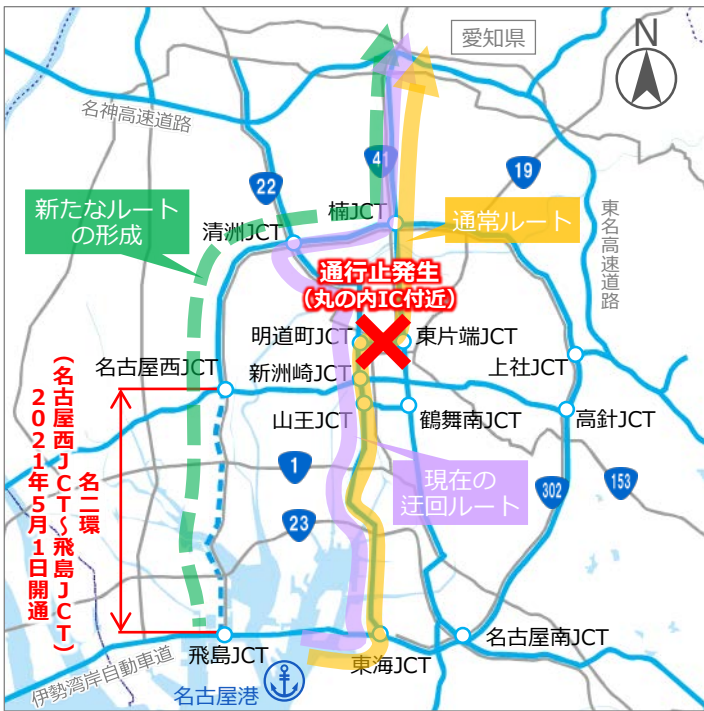 愛知県
N
名神高速道路
41
22
19
新たなルート
の形成
楠JCT
通常ルート
清洲JCT
東名高速道路
通行止発生
(丸の内IC付近)
明道町JCT
東片端JCT
名古屋西JCT
新洲崎JCT
上社JCT
山王JCT
鶴舞南JCT
高針JCT
名二環
(名古屋西JCT～飛島JCT)
2021年5月1日開通
1
現在の
迂回ルート
302
153
23
飛島JCT
東海JCT
名古屋南JCT
伊勢湾岸自動車道
名古屋港